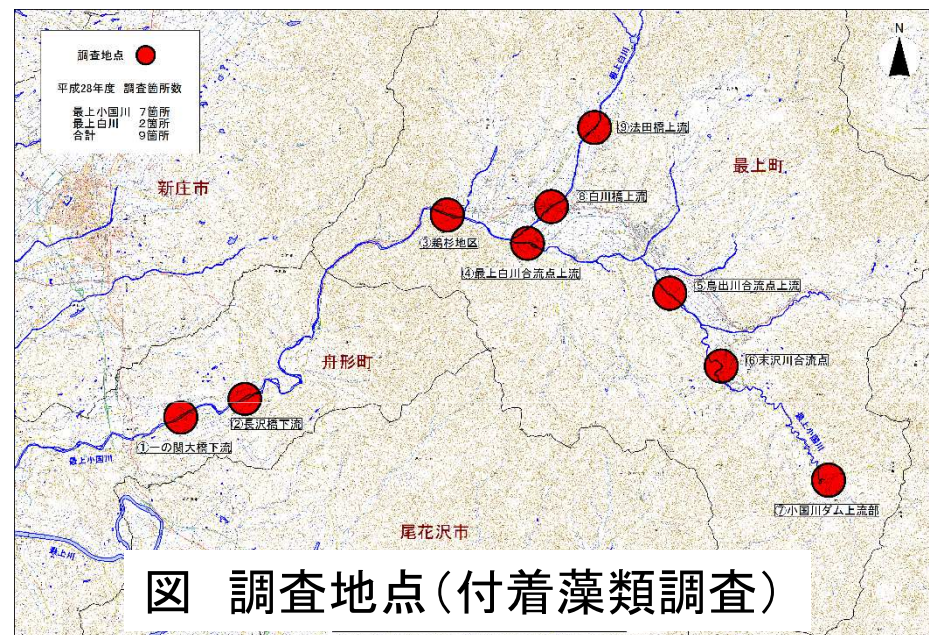 調査地点
平成28年度 調査箇所数
最上小国川 7箇所
最上白川 2箇所
合計 9箇所
N
最上白川
⑨法田橋上流
最上町
新庄市
⑧白川橋上流
③鵜杉地区
④最上白川合流点上流
⑤烏出川合流点上流
舟形町
⑥末沢川合流点
②長沢橋下流
①一の関大橋下流
最上小国川
最上小国川
⑦小国川ダム上流部
尾花沢市
最上川
図 調査地点(付着藻類調査)